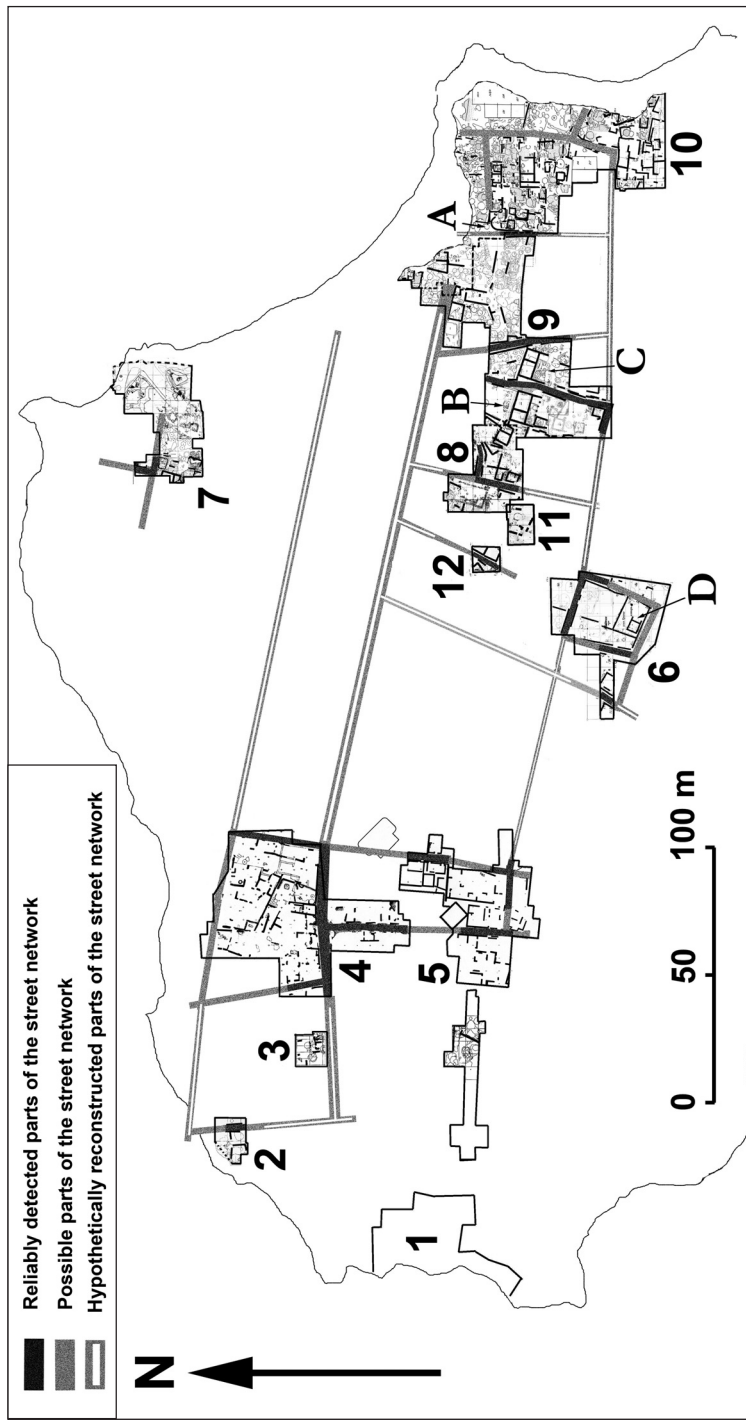 Reliably detected parts of the street network
Possible parts of the street network
Hypothetically reconstructed parts of the street network
N
1
2
3
4
5
6
7
8
9
10
11
12
A
B
C
D
0 50 100 m